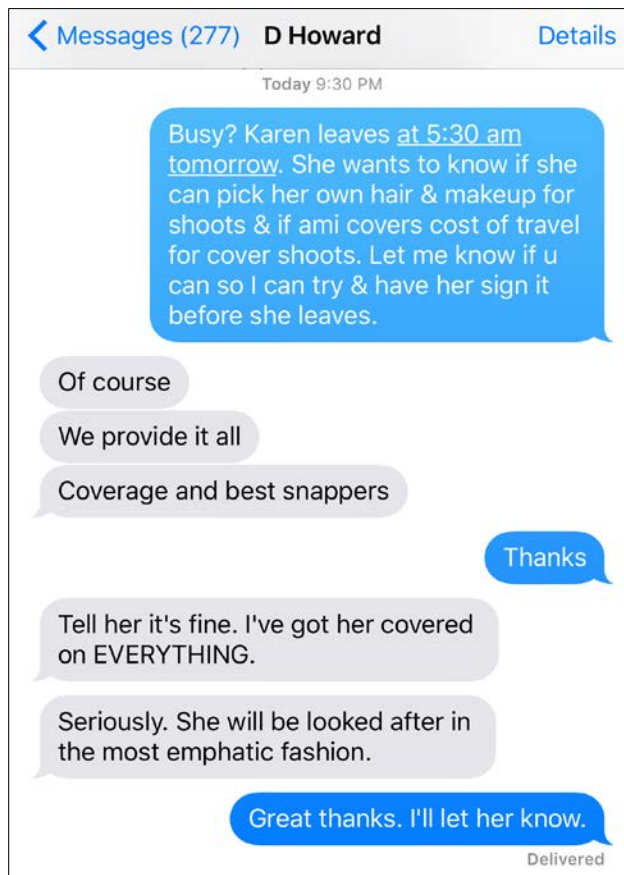 Messages (277) D Howard Details
Today 9:30 PM
Busy? Karen leaves at 5:30 am
tomorrow. She wants to know if she
can pick her own hair & makeup for
shoots & if ami covers cost of travel
for cover shoots. Let me know if u
can so I can try & have her sign it
before she leaves.
Of course
We provide it all
Coverage and best snappers
Thanks
Tell her it's fine. I've got her covered
on EVERYTHING.
Seriously. She will be looked after in
the most emphatic fashion.
Great thanks. I'll let her know.
Delivered